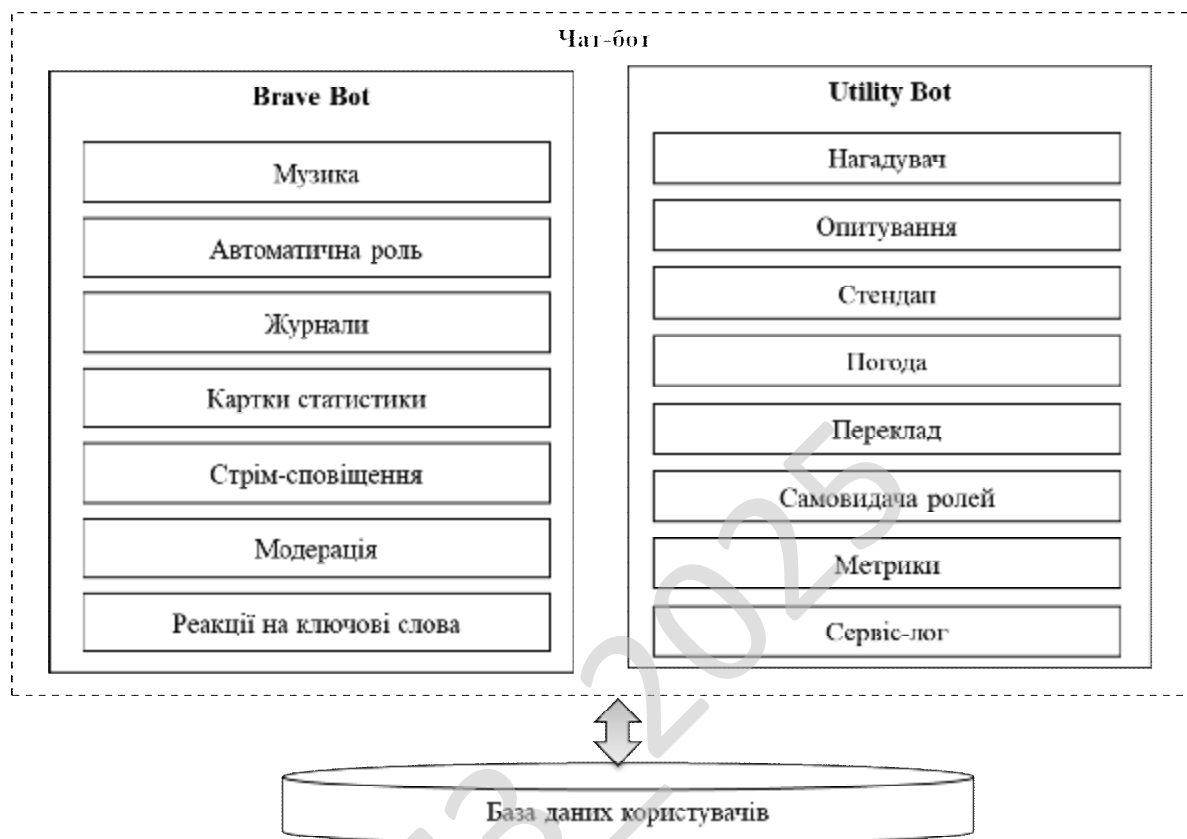 Чат-бот
Brave Bot
Музика
Автоматична роль
Журнали
Картки статистики
Стрім-сповіщення
Модерація
Реакції на ключові слова
Utility Bot
Нагадувач
Опитування
Стендап
Погода
Переклад
Самовидача ролей
Метрики
Сервіс-лог
База даних користувачів
2025